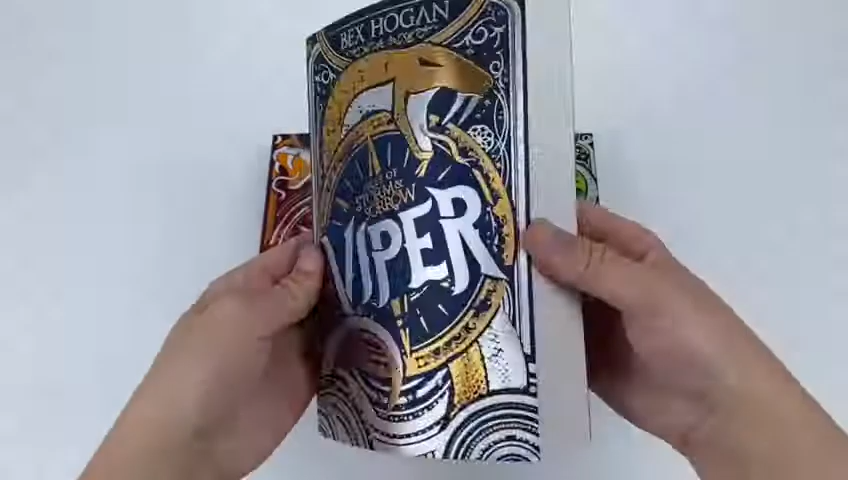 BEX HOGAN
ISLES OF
STORM &
SORROW
VIPER